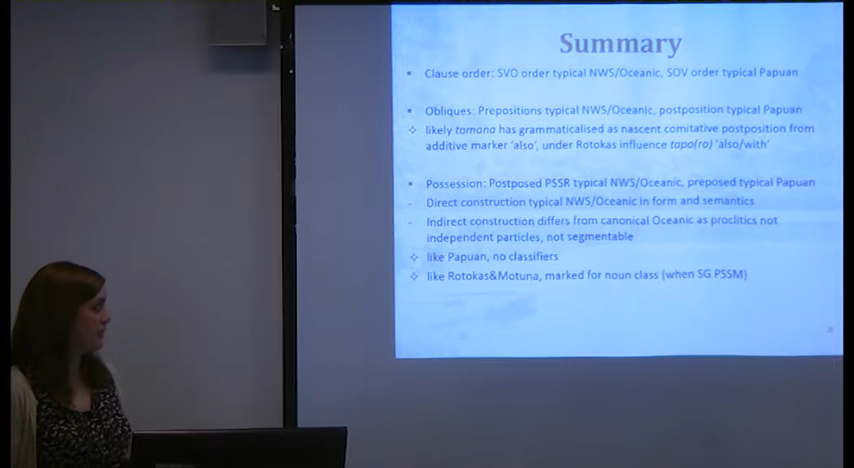 Summary
▪ Clause order: SVO order typical NWS/Oceanic, SOV order typical Papuan
▪ Obliques: Prepositions typical NWS/Oceanic, postposition typical Papuan
✧ likely tomana has grammaticalised as nascent comitative postposition from
additive marker 'also', under Rotokas influence tapo(ro) 'also/with'
▪ Possession: Postposed PSSR typical NWS/Oceanic, preposed typical Papuan
- Direct construction typical NWS/Oceanic in form and semantics
- Indirect construction differs from canonical Oceanic as proclitics not
independent particles, not segmentable
✧ like Papuan, no classifiers
✧ like Rotokas&Motuna, marked for noun class (when SG PSSM)